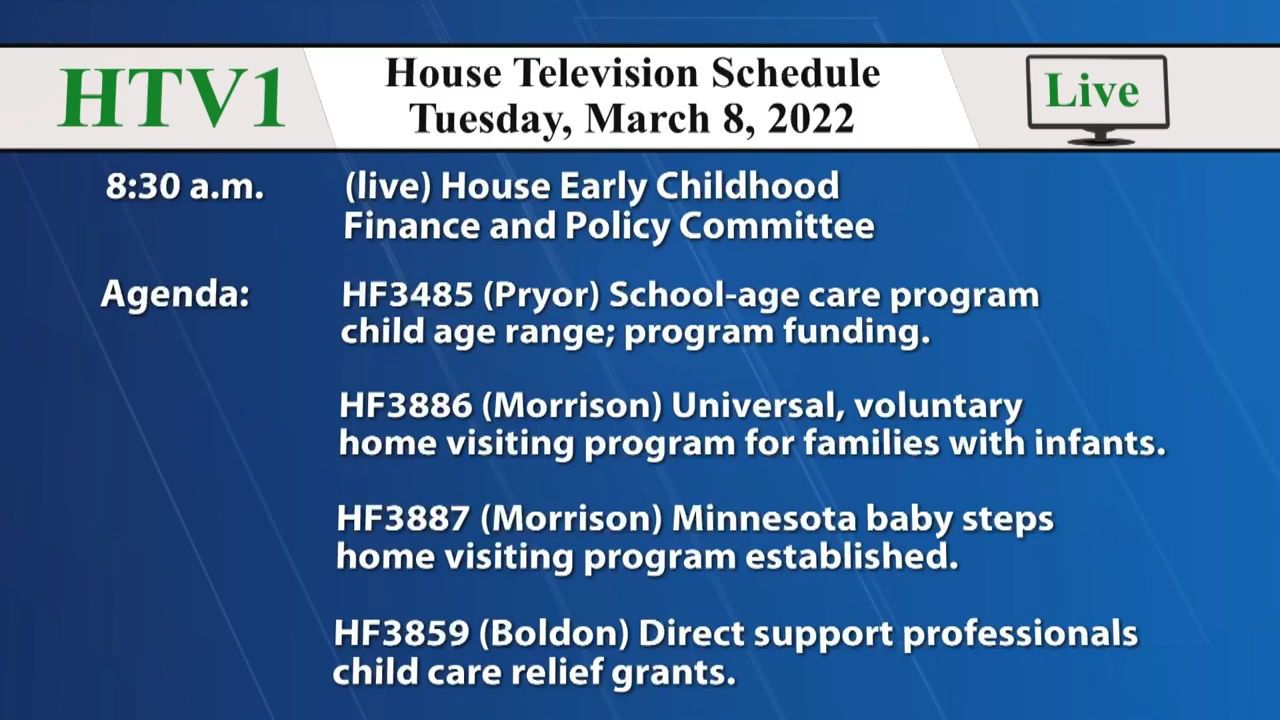 HTV1
House Television Schedule
Tuesday, March 8, 2022
Live
8:30 a.m.
(live) House Early Childhood
Finance and Policy Committee
Agenda:
HF3485 (Pryor) School-age care program
child age range; program funding.
HF3886 (Morrison) Universal, voluntary
home visiting program for families with infants.
HF3887 (Morrison) Minnesota baby steps
home visiting program established.
HF3859 (Boldon) Direct support professionals
child care relief grants.